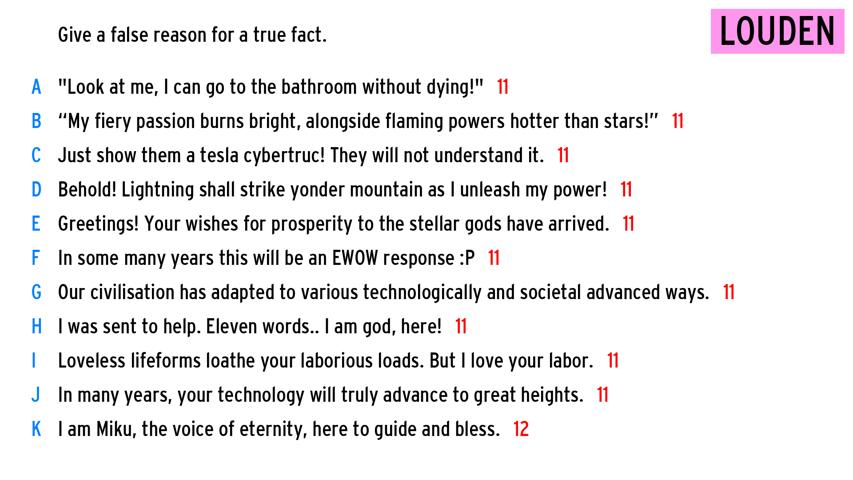 Give a false reason for a true fact.
LOUDEN
A "Look at me, I can go to the bathroom without dying!" 11
B “My fiery passion burns bright, alongside flaming powers hotter than stars!” 11
C Just show them a tesla cybertruc! They will not understand it. 11
D Behold! Lightning shall strike yonder mountain as I unleash my power! 11
E Greetings! Your wishes for prosperity to the stellar gods have arrived. 11
F In some many years this will be an EWOW response :P 11
G Our civilisation has adapted to various technologically and societal advanced ways. 11
H I was sent to help. Eleven words.. I am god, here! 11
I Loveless lifeforms loathe your laborious loads. But I love your labor. 11
J In many years, your technology will truly advance to great heights. 11
K I am Miku, the voice of eternity, here to guide and bless. 12